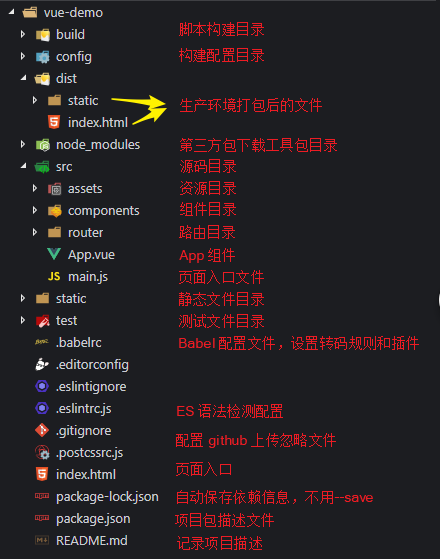 vue-demo
build 脚本构建目录
config 构建配置目录
dist
static
生产环境打包后的文件
index.html
node_modules 第三方包下载工具包目录
src 源码目录
assets 资源目录
components 组件目录
router 路由目录
App.vue App 组件
JS main.js 页面入口文件
static 静态文件目录
test 测试文件目录
.babelrc Babel 配置文件，设置转码规则和插件
.editorconfig
.eslintignore
.eslintrc.js ES 语法检测配置
.gitignore 配置 github 上传忽略文件
.postcssrc.js
index.html 页面入口
package-lock.json 自动保存依赖信息，不用--save
package.json 项目包描述文件
README.md 记录项目描述